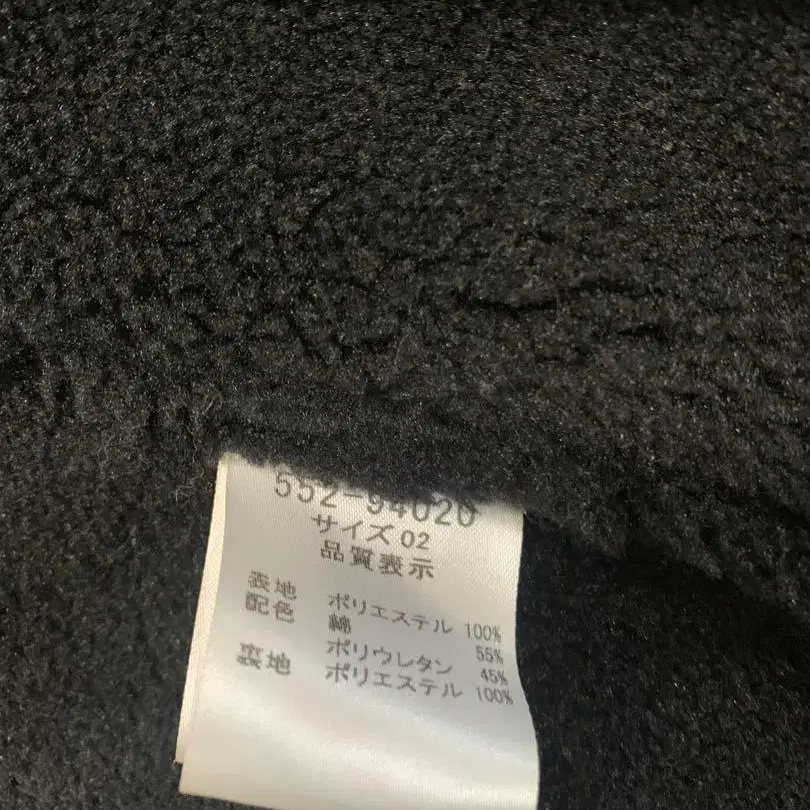 552-94020
サイズ 02
品質表示
表地 ポリエステル 100%
配色 綿 55%
ポリウレタン 45%
裏地 ポリエステル 100%